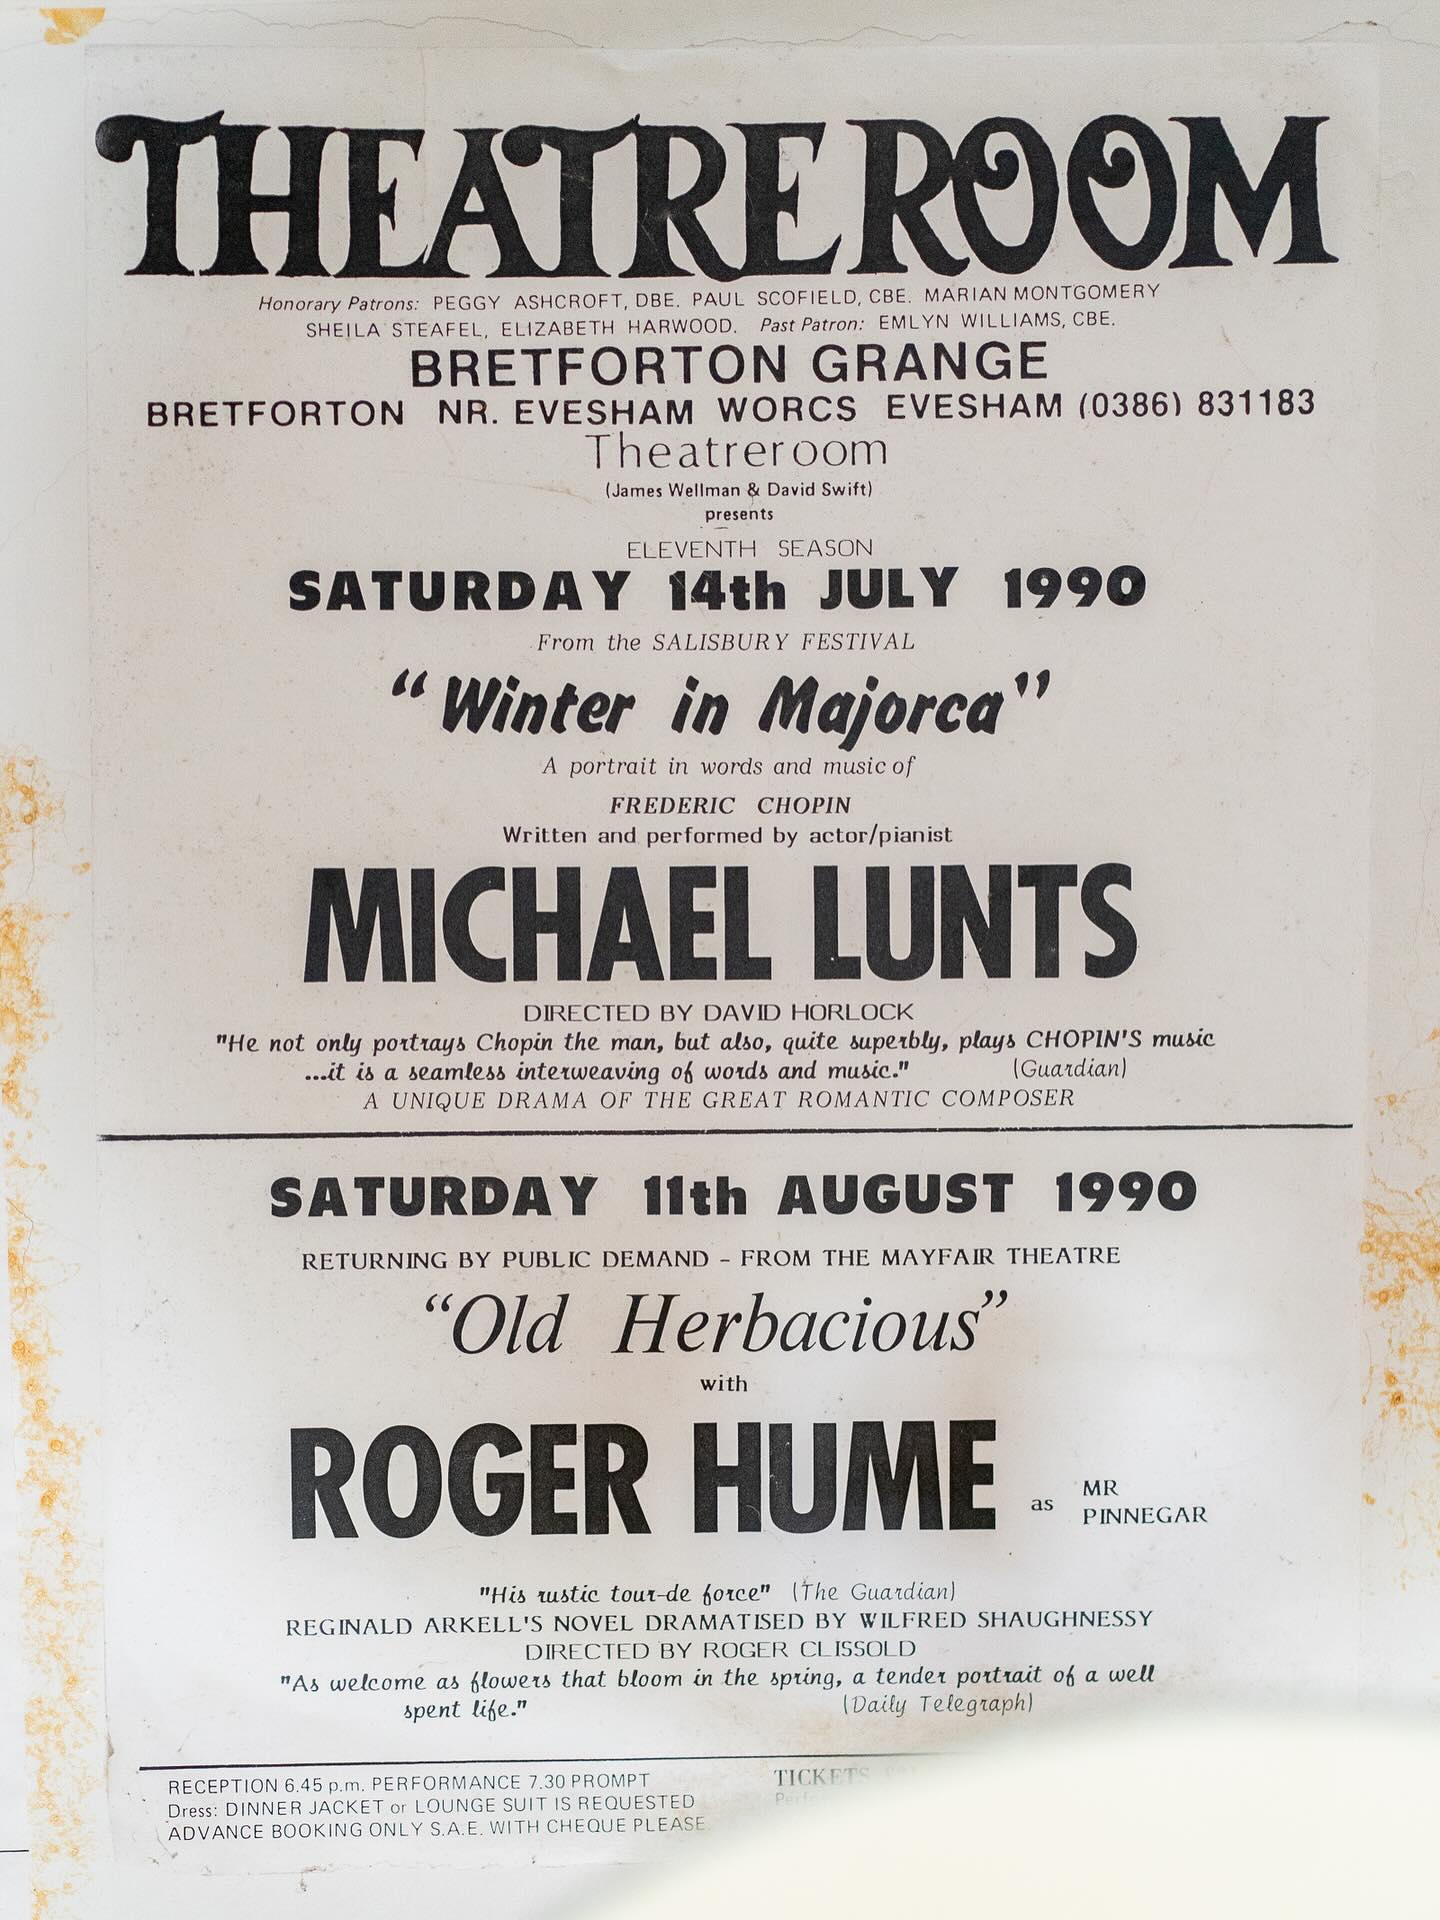 THEATRE ROOM
Honorary Patrons: PEGGY ASHCROFT, DBE. PAUL SCOFIELD, CBE. MARIAN MONTGOMERY
SHEILA STEAFEL, ELIZABETH HARWOOD. Past Patron: EMLYN WILLIAMS, CBE.
BRETFORTON GRANGE
BRETFORTON NR. EVESHAM WORCS EVESHAM (0386) 831183
Theatreroom
(James Wellman & David Swift)
presents
ELEVENTH SEASON
SATURDAY 14th JULY 1990
From the SALISBURY FESTIVAL
"Winter in Majorca"
A portrait in words and music of
FREDERIC CHOPIN
Written and performed by actor/pianist
MICHAEL LUNTS
DIRECTED BY DAVID HORLOCK
"He not only portrays Chopin the man, but also, quite superbly, plays CHOPIN'S music
...it is a seamless interweaving of words and music." (Guardian)
A UNIQUE DRAMA OF THE GREAT ROMANTIC COMPOSER
SATURDAY 11th AUGUST 1990
RETURNING BY PUBLIC DEMAND - FROM THE MAYFAIR THEATRE
"Old Herbacious"
with
ROGER HUME as MR PINNEGAR
"His rustic tour-de force" (The Guardian)
REGINALD ARKELL'S NOVEL DRAMATISED BY WILFRED SHAUGHNESSY
DIRECTED BY ROGER CLISSOLD
"As welcome as flowers that bloom in the spring, a tender portrait of a well
spent life." (Daily Telegraph)
RECEPTION 6.45 p.m. PERFORMANCE 7.30 PROMPT
Dress: DINNER JACKET or LOUNGE SUIT IS REQUESTED
ADVANCE BOOKING ONLY S.A.E. WITH CHEQUE PLEASE.
TICKETS